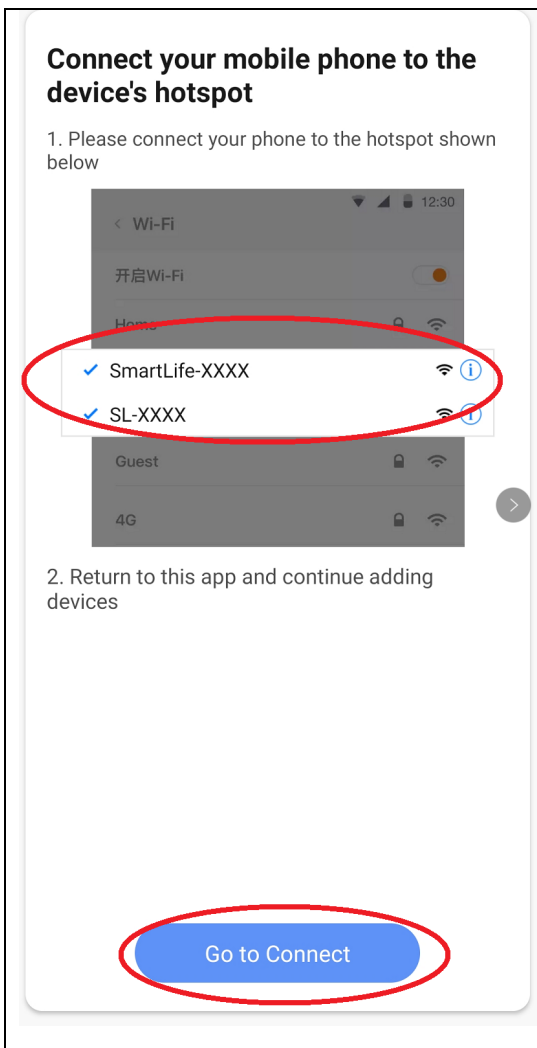 Connect your mobile phone to the
device's hotspot
1. Please connect your phone to the hotspot shown
below
12:30
< Wi-Fi
开启Wi-Fi
Home
SmartLife-XXXX
SL-XXXX
Guest
4G
2. Return to this app and continue adding
devices
Go to Connect